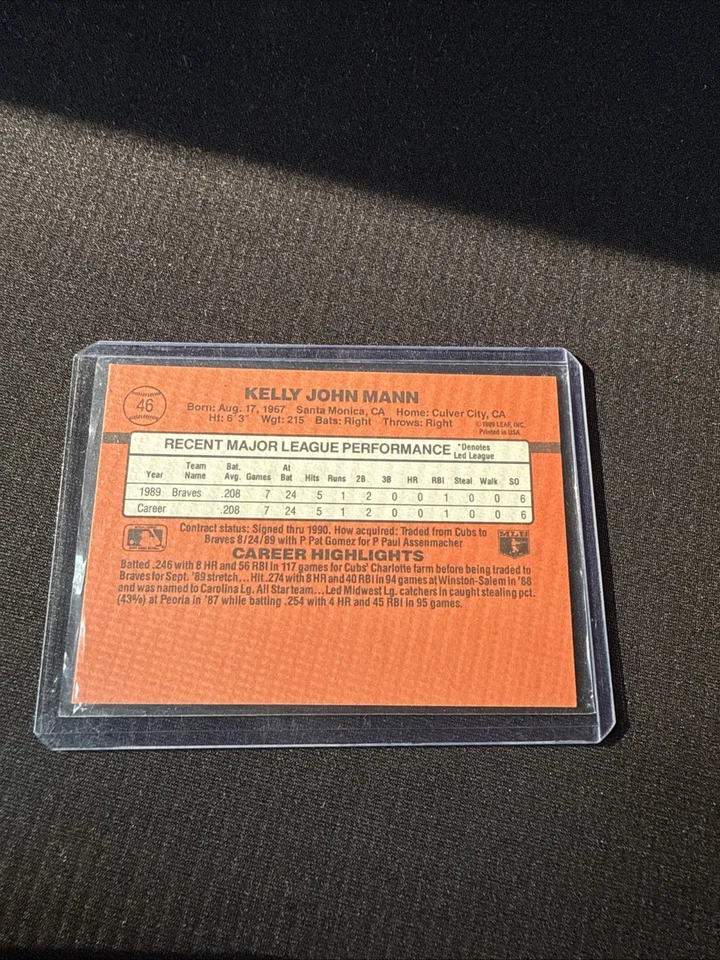 46
KELLY JOHN MANN
Born: Aug. 17, 1967 Santa Monica, CA Home: Culver City, CA
Ht: 6' 3" Wgt: 215 Bats: Right Throws: Right
© 1989 LEAF, INC.
Printed in USA
RECENT MAJOR LEAGUE PERFORMANCE *Denotes Led League
Year Team Name Bat. Avg. Games At Bat Hits Runs 2B 3B HR RBI Steal Walk SO
1989 Braves .208 7 24 5 1 2 0 0 1 0 0 6
Career .208 7 24 5 1 2 0 0 1 0 0 6
Contract status: Signed thru 1990. How acquired: Traded from Cubs to
Braves 8/24/89 with P Pat Gomez for P Paul Assenmacher
CAREER HIGHLIGHTS
Batted .246 with 8 HR and 56 RBI in 117 games for Cubs' Charlotte farm before being traded to
Braves for Sept. '89 stretch...Hit .274 with 8 HR and 40 RBI in 94 games at Winston-Salem in '88
and was named to Carolina Lg. All Star team...Led Midwest Lg. catchers in caught stealing pct.
(43%) at Peoria in '87 while batting .254 with 4 HR and 45 RBI in 95 games.